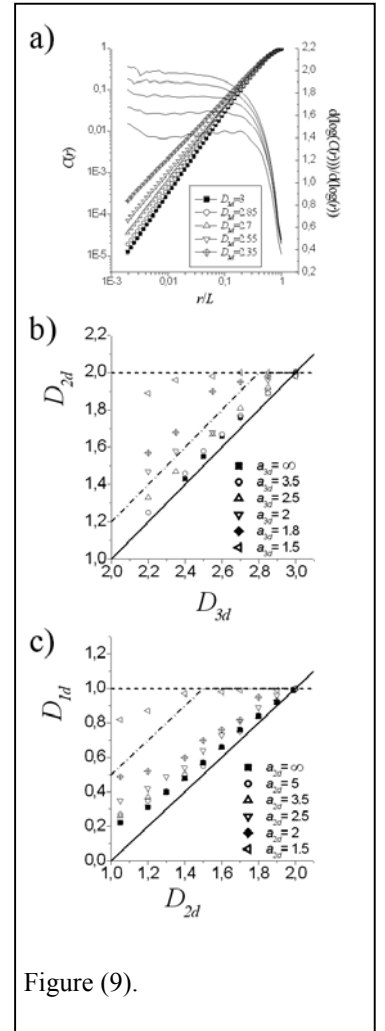 a)
1
0,1
0,01
1E-3
1E-4
1E-5
C(r)
2,2
2,0
1,8
1,6
1,4
1,2
1,0
0,8
0,6
0,4
0,2
d(log(C(r)))/d(log(r))
D3d=3
D3d=2.85
D3d=2.7
D3d=2.55
D3d=2.35
1E-3
0,01
0,1
1
r/L
b)
2,2
2,0
1,8
1,6
1,4
1,2
1,0
D2d
a3d= ∞
a3d= 3.5
a3d= 2.5
a3d= 2
a3d= 1.8
a3d= 1.5
2,0 2,2 2,4 2,6 2,8 3,0
D3d
c)
1,2
1,0
0,8
0,6
0,4
0,2
0,0
D1d
a2d= ∞
a2d= 5
a2d= 3.5
a2d= 2.5
a2d= 2
a2d= 1.5
1,0 1,2 1,4 1,6 1,8 2,0
D2d
Figure (9).